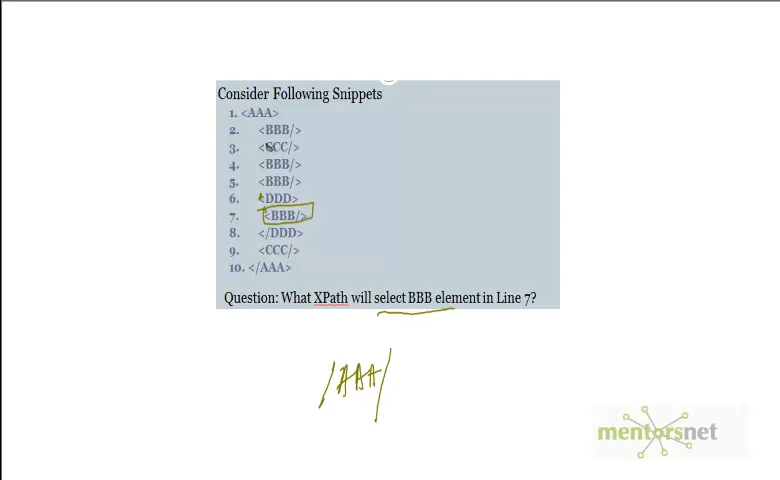 Consider Following Snippets
1. <AAA>
2. <BBB/>
3. <CCC/>
4. <BBB/>
5. <BBB/>
6. <DDD>
7. <BBB/>
8. </DDD>
9. <CCC/>
10. </AAA>
Question: What XPath will select BBB element in Line 7?
/AAA/
mentorsnet